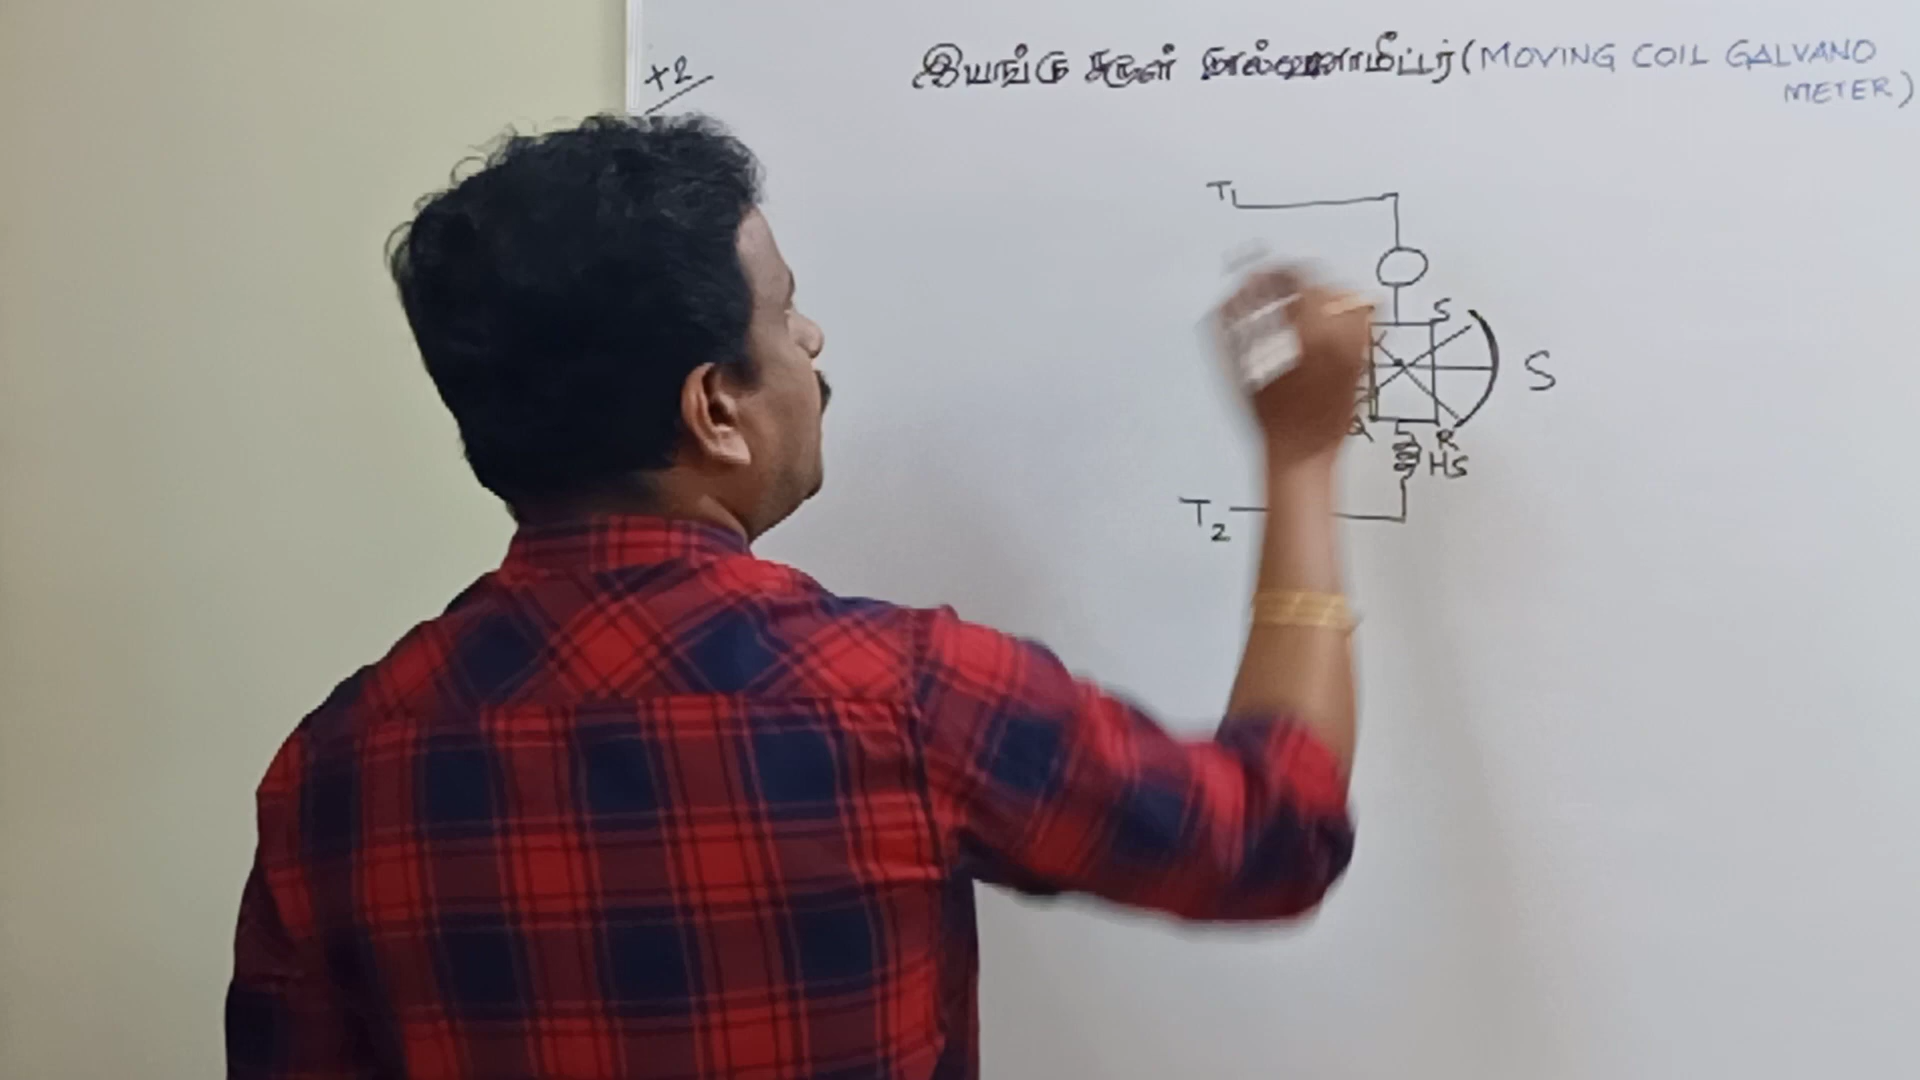 +2
இயங்கு சுருள் கால்வனாமீட்டர் (MOVING COIL GALVANO
METER)
T1
S
S
Q
R
HS
T2